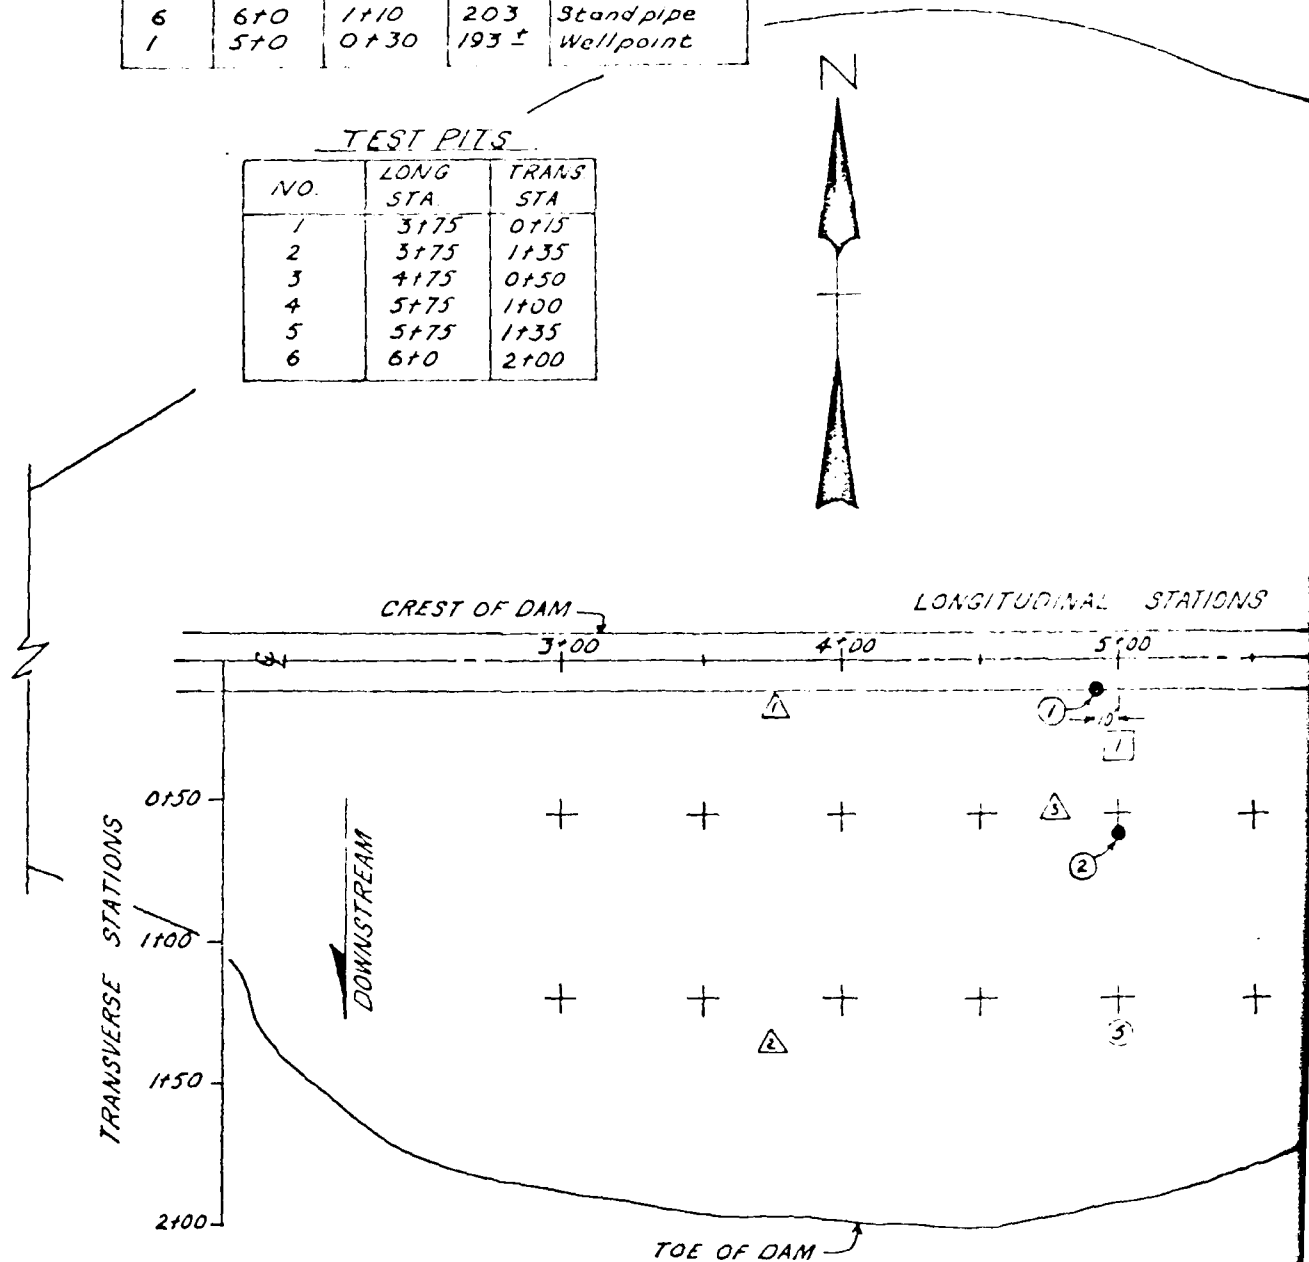 6 6+0 1+10 203 Standpipe
1 5+0 0+30 193 ± Wellpoint
TEST PITS
NO. LONG STA. TRANS STA
1 3+75 0+15
2 3+75 1+35
3 4+75 0+50
4 5+75 1+00
5 5+75 1+35
6 6+0 2+00
N
CREST OF DAM
LONGITUDINAL STATIONS
3+00 4+00 5+00
℄
1
1
10'
1
0+50
3
2
TRANSVERSE STATIONS
DOWNSTREAM
1+00
2
5
1+50
2+00
TOE OF DAM